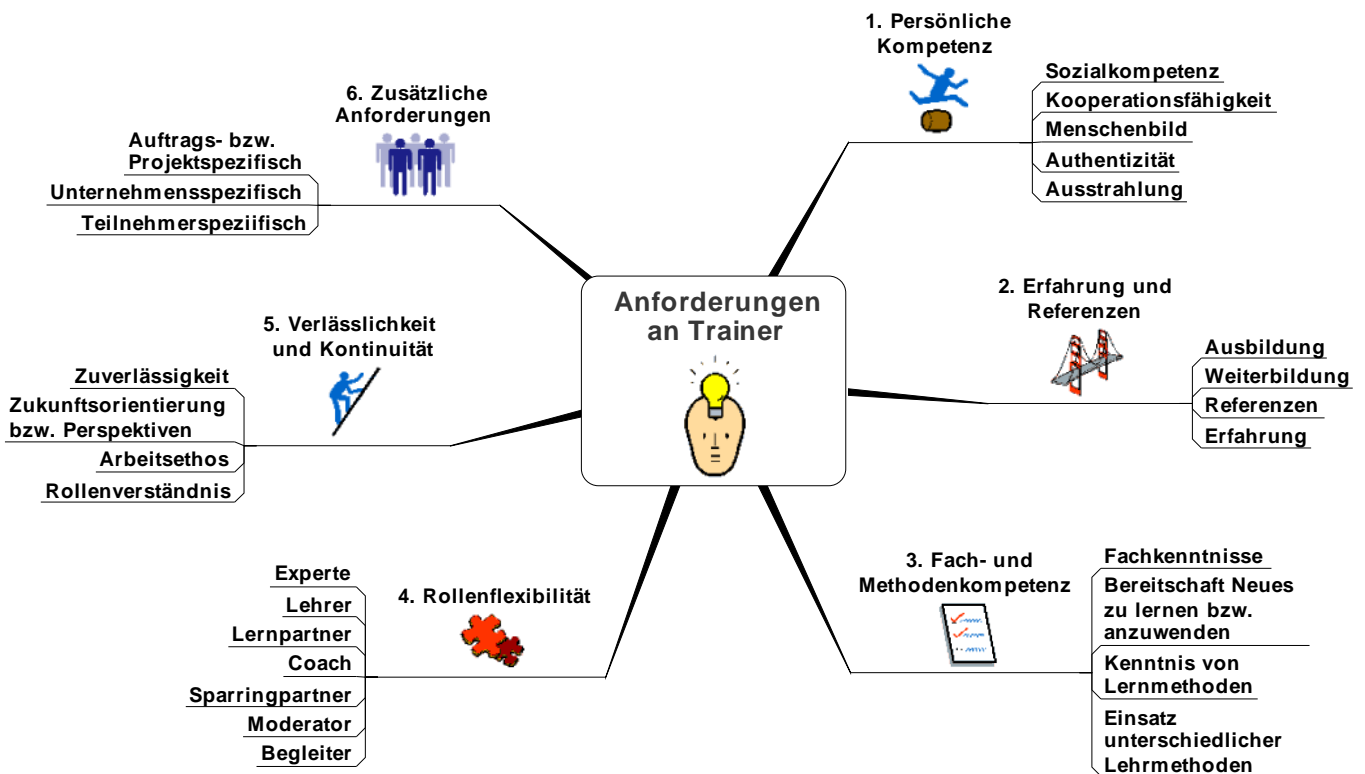 Anforderungen
an Trainer
1. Persönliche
Kompetenz
Sozialkompetenz
Kooperationsfähigkeit
Menschenbild
Authentizität
Ausstrahlung
2. Erfahrung und
Referenzen
Ausbildung
Weiterbildung
Referenzen
Erfahrung
3. Fach- und
Methodenkompetenz
Fachkenntnisse
Bereitschaft Neues
zu lernen bzw.
anzuwenden
Kenntnis von
Lernmethoden
Einsatz
unterschiedlicher
Lehrmethoden
4. Rollenflexibilität
Experte
Lehrer
Lernpartner
Coach
Sparringpartner
Moderator
Begleiter
5. Verlässlichkeit
und Kontinuität
Zuverlässigkeit
Zukunftsorientierung
bzw. Perspektiven
Arbeitsethos
Rollenverständnis
6. Zusätzliche
Anforderungen
Auftrags- bzw.
Projektspezifisch
Unternehmensspezifisch
Teilnehmerspeziifisch